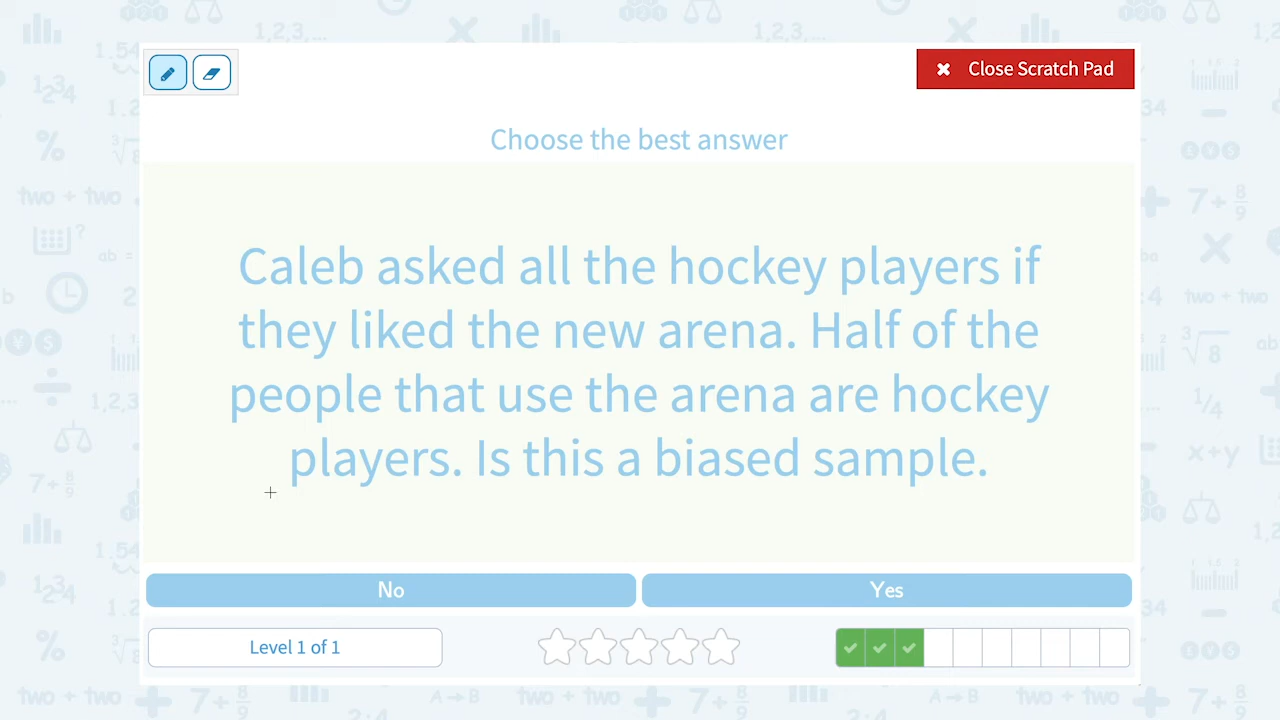 Close Scratch Pad
Choose the best answer
Caleb asked all the hockey players if
they liked the new arena. Half of the
people that use the arena are hockey
players. Is this a biased sample.
No
Yes
Level 1 of 1